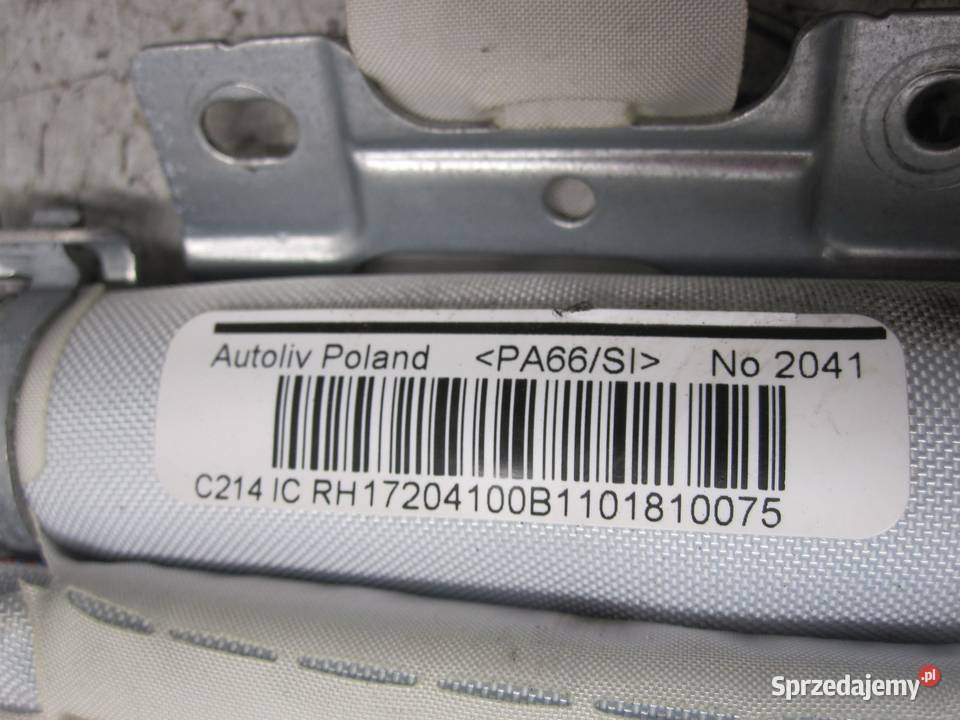 Autoliv Poland <PA66/SI> No 2041
C214 IC RH17204100B1101810075
Sprzedajemy.pl